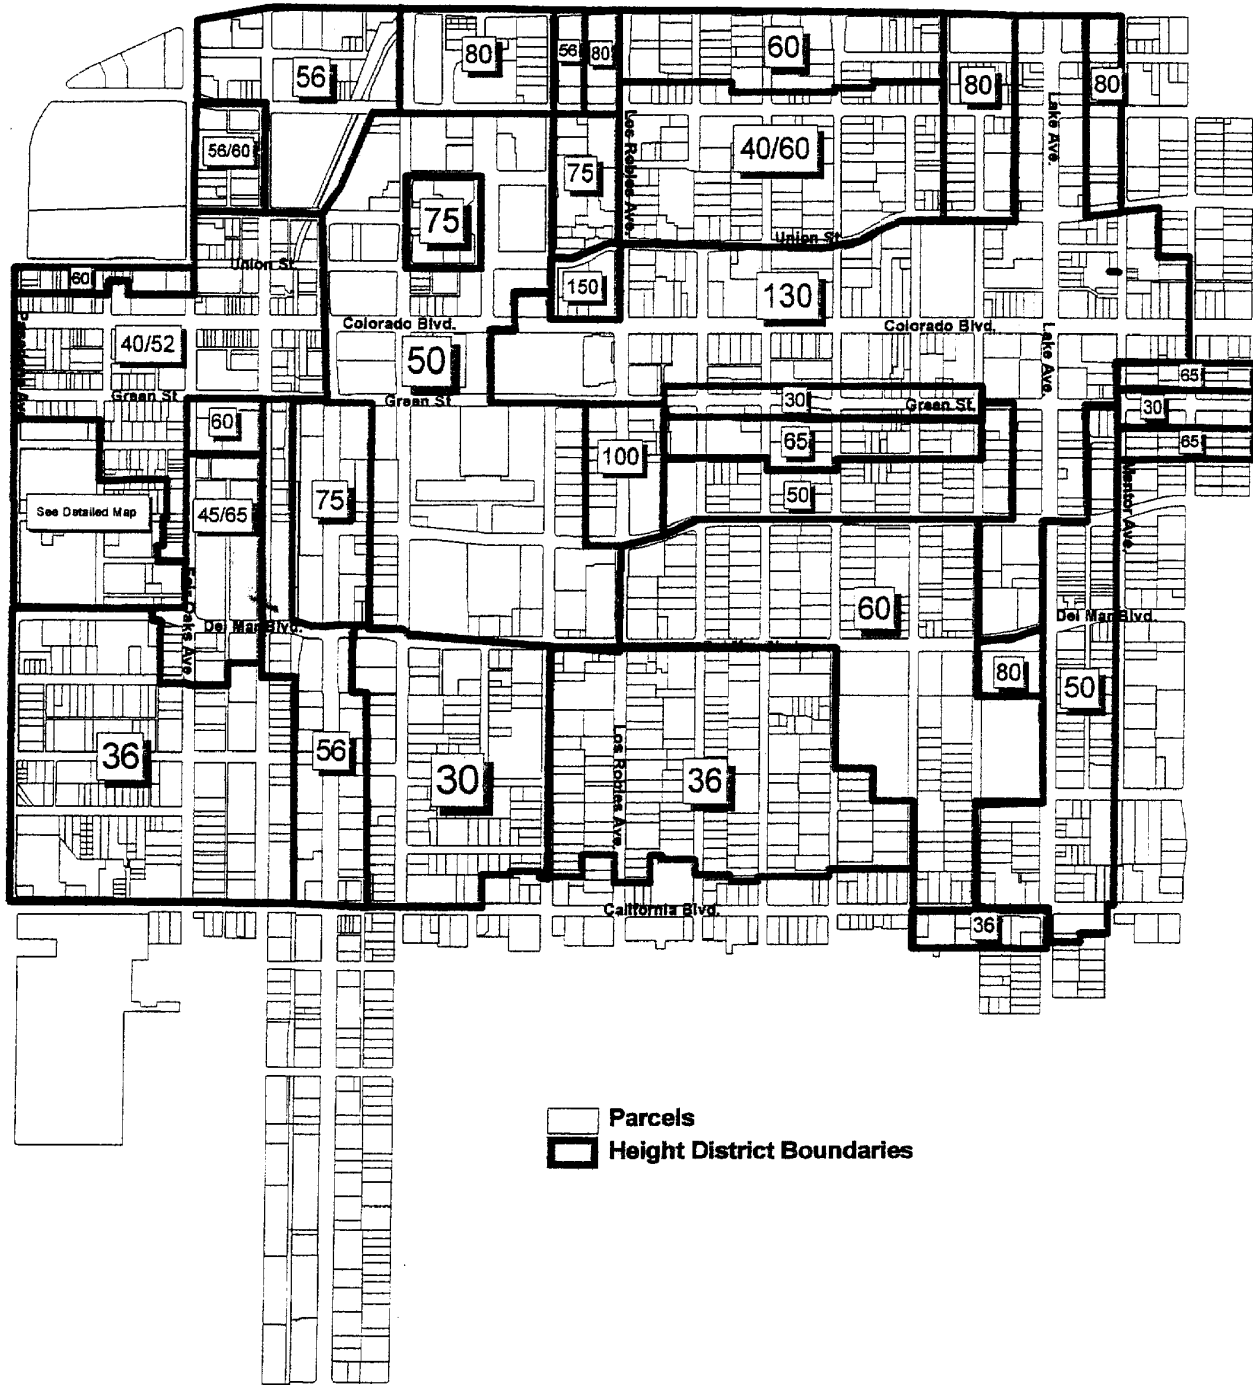 56
80
56
80
60
80
80
56/60
75
Los Robles Ave.
40/60
Lake Ave.
75
Union St.
Union St.
60
150
130
40/52
Colorado Blvd.
50
Colorado Blvd.
Lake Ave.
65
Green St
Green St
30
Green St.
30
60
65
65
100
See Detailed Map
45/65
75
50
Mentor Ave.
Fair Oaks Ave
Del Mar Blvd.
60
Del Mar Blvd.
80
50
36
56
30
Los Robles Ave.
36
California Blvd.
36
Parcels
Height District Boundaries